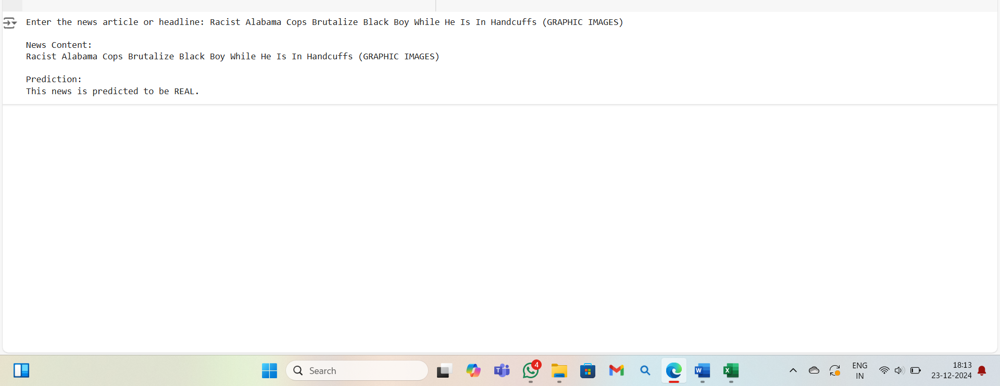 Enter the news article or headline: Racist Alabama Cops Brutalize Black Boy While He Is In Handcuffs (GRAPHIC IMAGES)
News Content:
Racist Alabama Cops Brutalize Black Boy While He Is In Handcuffs (GRAPHIC IMAGES)
Prediction:
This news is predicted to be REAL.
Search
T
4
W
X
ENG
IN
18:13
23-12-2024